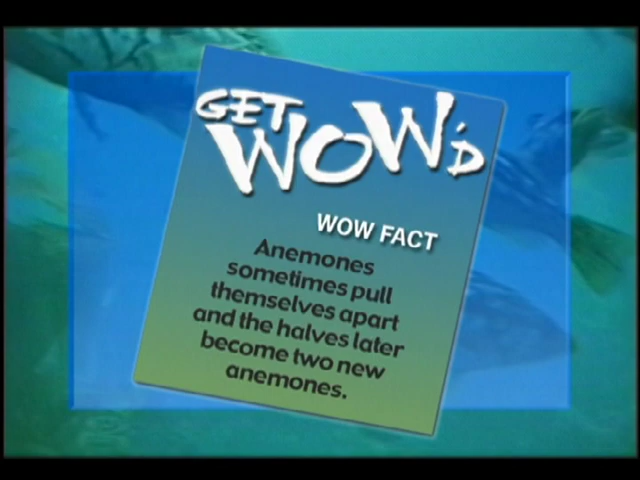 GET
WOW'D
WOW FACT
Anemones
sometimes pull
themselves apart
and the halves later
become two new
anemones.